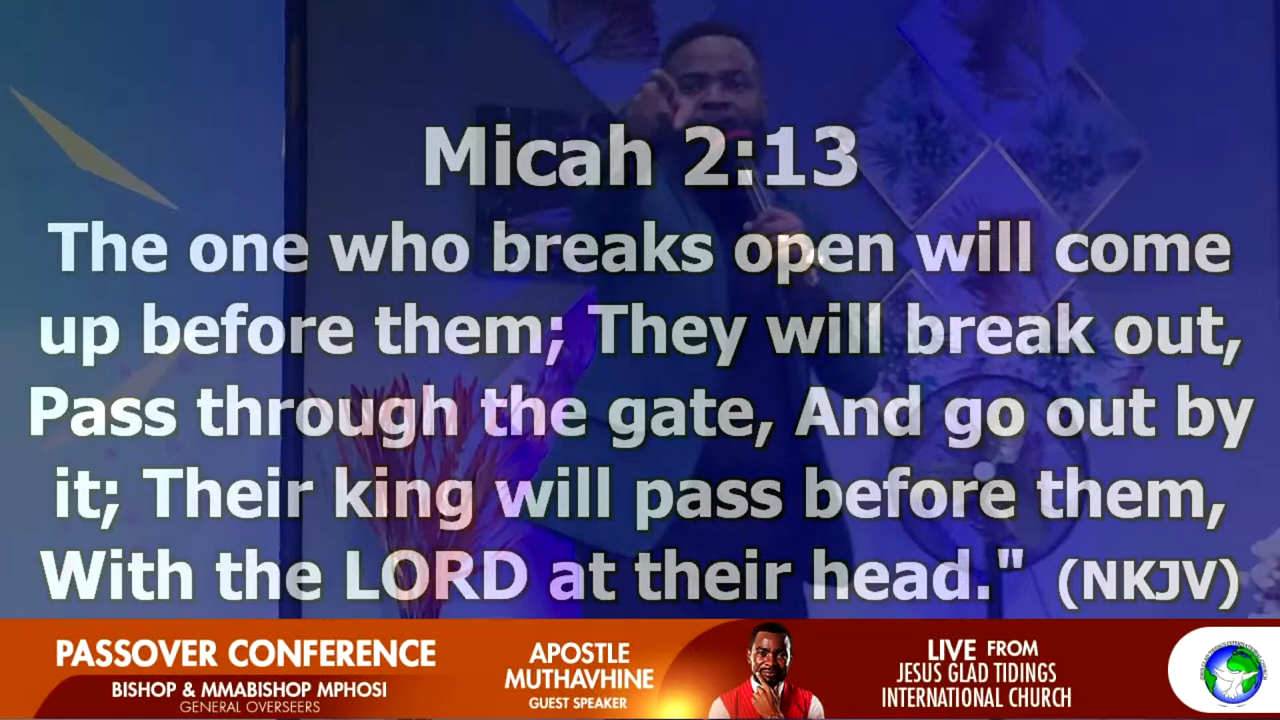 Micah 2:13
The one who breaks open will come
up before them; They will break out,
Pass through the gate, And go out by
it; Their king will pass before them,
With the LORD at their head." (NKJV)
PASSOVER CONFERENCE
BISHOP & MMABISHOP MPHOSI
GENERAL OVERSEERS
APOSTLE
MUTHAVHINE
GUEST SPEAKER
LIVE FROM
JESUS GLAD TIDINGS
INTERNATIONAL CHURCH